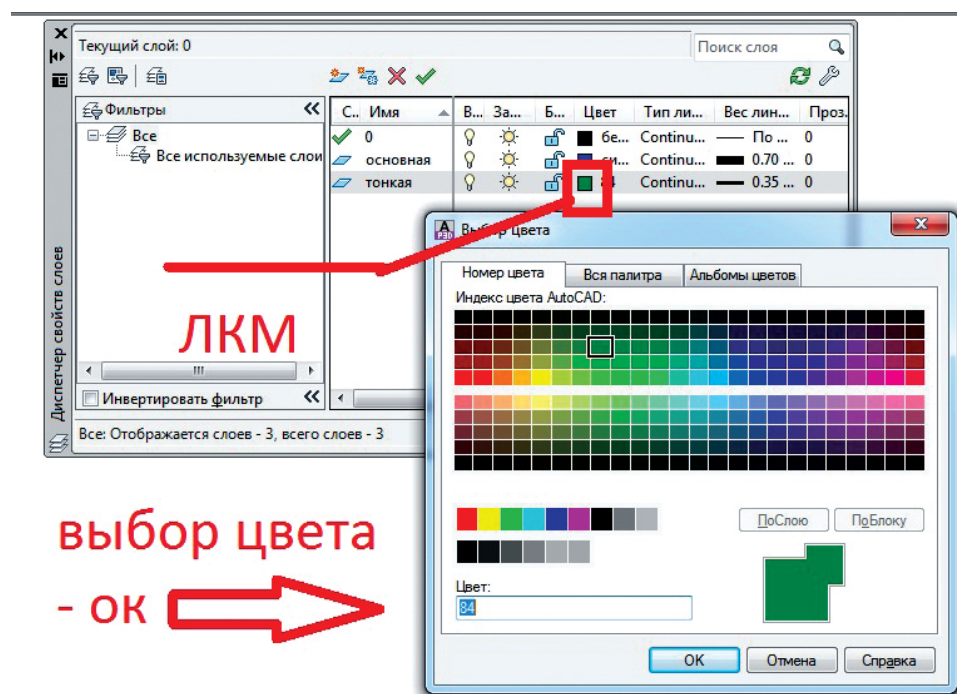 Текущий слой: 0
Поиск слоя
Фильтры
Все
Все используемые слои
Инвертировать фильтр
С.. Имя В... За... Б... Цвет Тип ли... Вес лин... Проз.
0 бе... Continu... По ... 0
основная си... Continu... 0.70 ... 0
тонкая 84 Continu... 0.35 ... 0
Все: Отображается слоев - 3, всего слоев - 3
Диспетчер свойств слоев
ЛКМ
выбор цвета
- ок
Выбор цвета
Номер цвета Вся палитра Альбомы цветов
Индекс цвета AutoCAD:
ПоСлою ПоБлоку
Цвет:
84
OK Отмена Справка